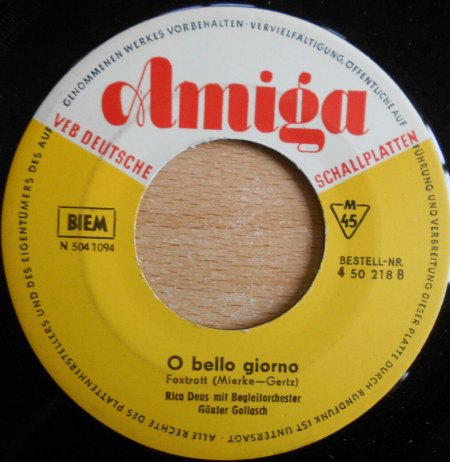 ALLE RECHTE DES PLATTENHERSTELLERS UND DES EIGENTÜMERS DES AUFGENOMMENEN WERKES VORBEHALTEN · VERVIELFÄLTIGUNG, ÖFFENTLICHE AUFFÜHRUNG UND VERBREITUNG DIESER PLATTE DURCH RUNDFUNK IST UNTERSAGT ·
Amiga
VEB DEUTSCHE SCHALLPLATTEN
BIEM
N 504 1094
M
45
BESTELL-NR.
4 50 218 B
O bello giorno
Foxtrott (Mierke—Gertz)
Rica Deus mit Begleitorchester
Günter Gollasch